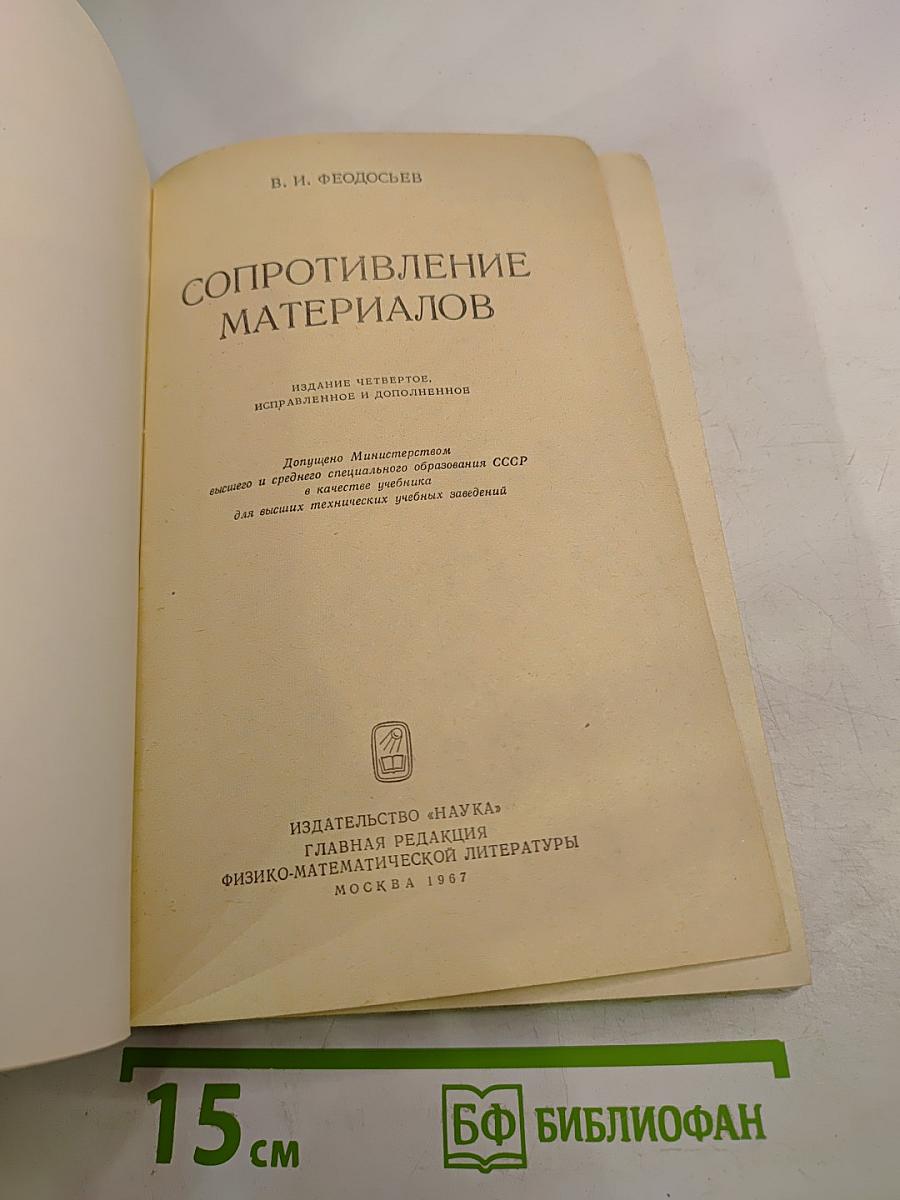 В. И. ФЕОДОСЬЕВ
СОПРОТИВЛЕНИЕ
МАТЕРИАЛОВ
ИЗДАНИЕ ЧЕТВЕРТОЕ,
ИСПРАВЛЕННОЕ И ДОПОЛНЕННОЕ
Допущено Министерством
высшего и среднего специального образования СССР
в качестве учебника
для высших технических учебных заведений
ИЗДАТЕЛЬСТВО «НАУКА»
ГЛАВНАЯ РЕДАКЦИЯ
ФИЗИКО-МАТЕМАТИЧЕСКОЙ ЛИТЕРАТУРЫ
МОСКВА 1967
15 см
БФ БИБЛИОФАН